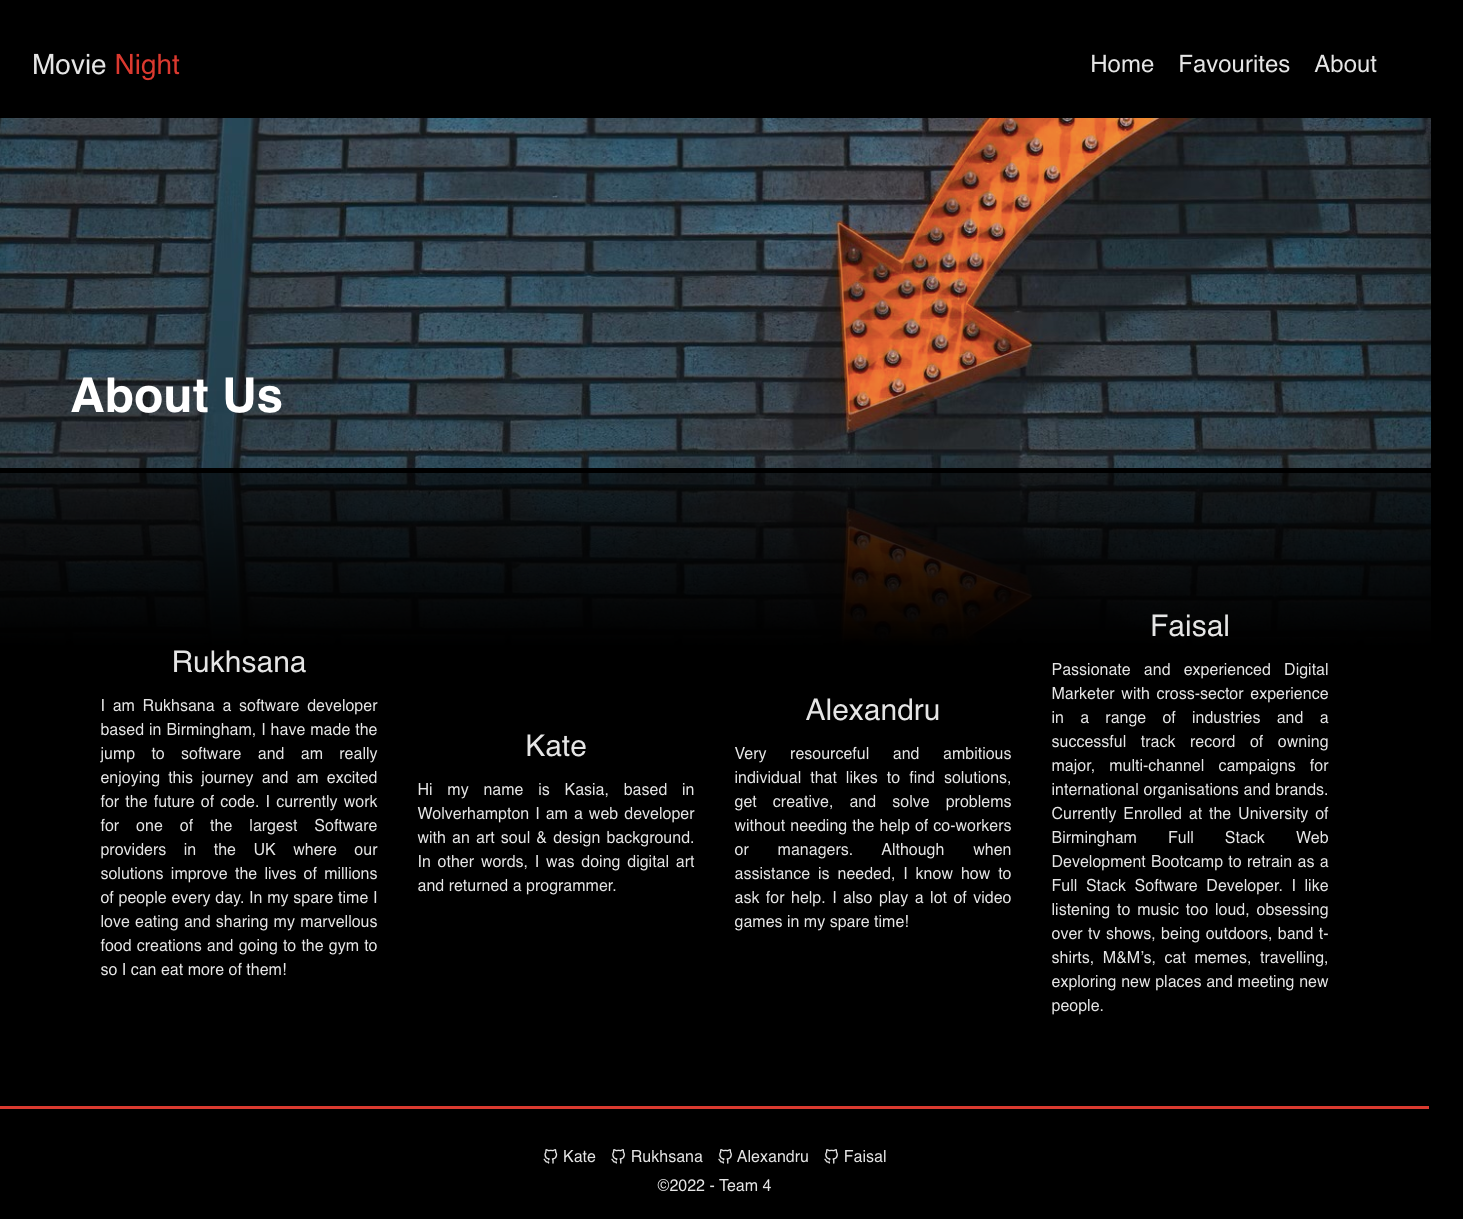 Movie Night
Home Favourites About
About Us
Rukhsana
I am Rukhsana a software developer
based in Birmingham, I have made the
jump to software and am really
enjoying this journey and am excited
for the future of code. I currently work
for one of the largest Software
providers in the UK where our
solutions improve the lives of millions
of people every day. In my spare time I
love eating and sharing my marvellous
food creations and going to the gym to
so I can eat more of them!
Kate
Hi my name is Kasia, based in
Wolverhampton I am a web developer
with an art soul & design background.
In other words, I was doing digital art
and returned a programmer.
Alexandru
Very resourceful and ambitious
individual that likes to find solutions,
get creative, and solve problems
without needing the help of co-workers
or managers. Although when
assistance is needed, I know how to
ask for help. I also play a lot of video
games in my spare time!
Faisal
Passionate and experienced Digital
Marketer with cross-sector experience
in a range of industries and a
successful track record of owning
major, multi-channel campaigns for
international organisations and brands.
Currently Enrolled at the University of
Birmingham Full Stack Web
Development Bootcamp to retrain as a
Full Stack Software Developer. I like
listening to music too loud, obsessing
over tv shows, being outdoors, band t-
shirts, M&M’s, cat memes, travelling,
exploring new places and meeting new
people.
Kate Rukhsana Alexandru Faisal
©2022 - Team 4